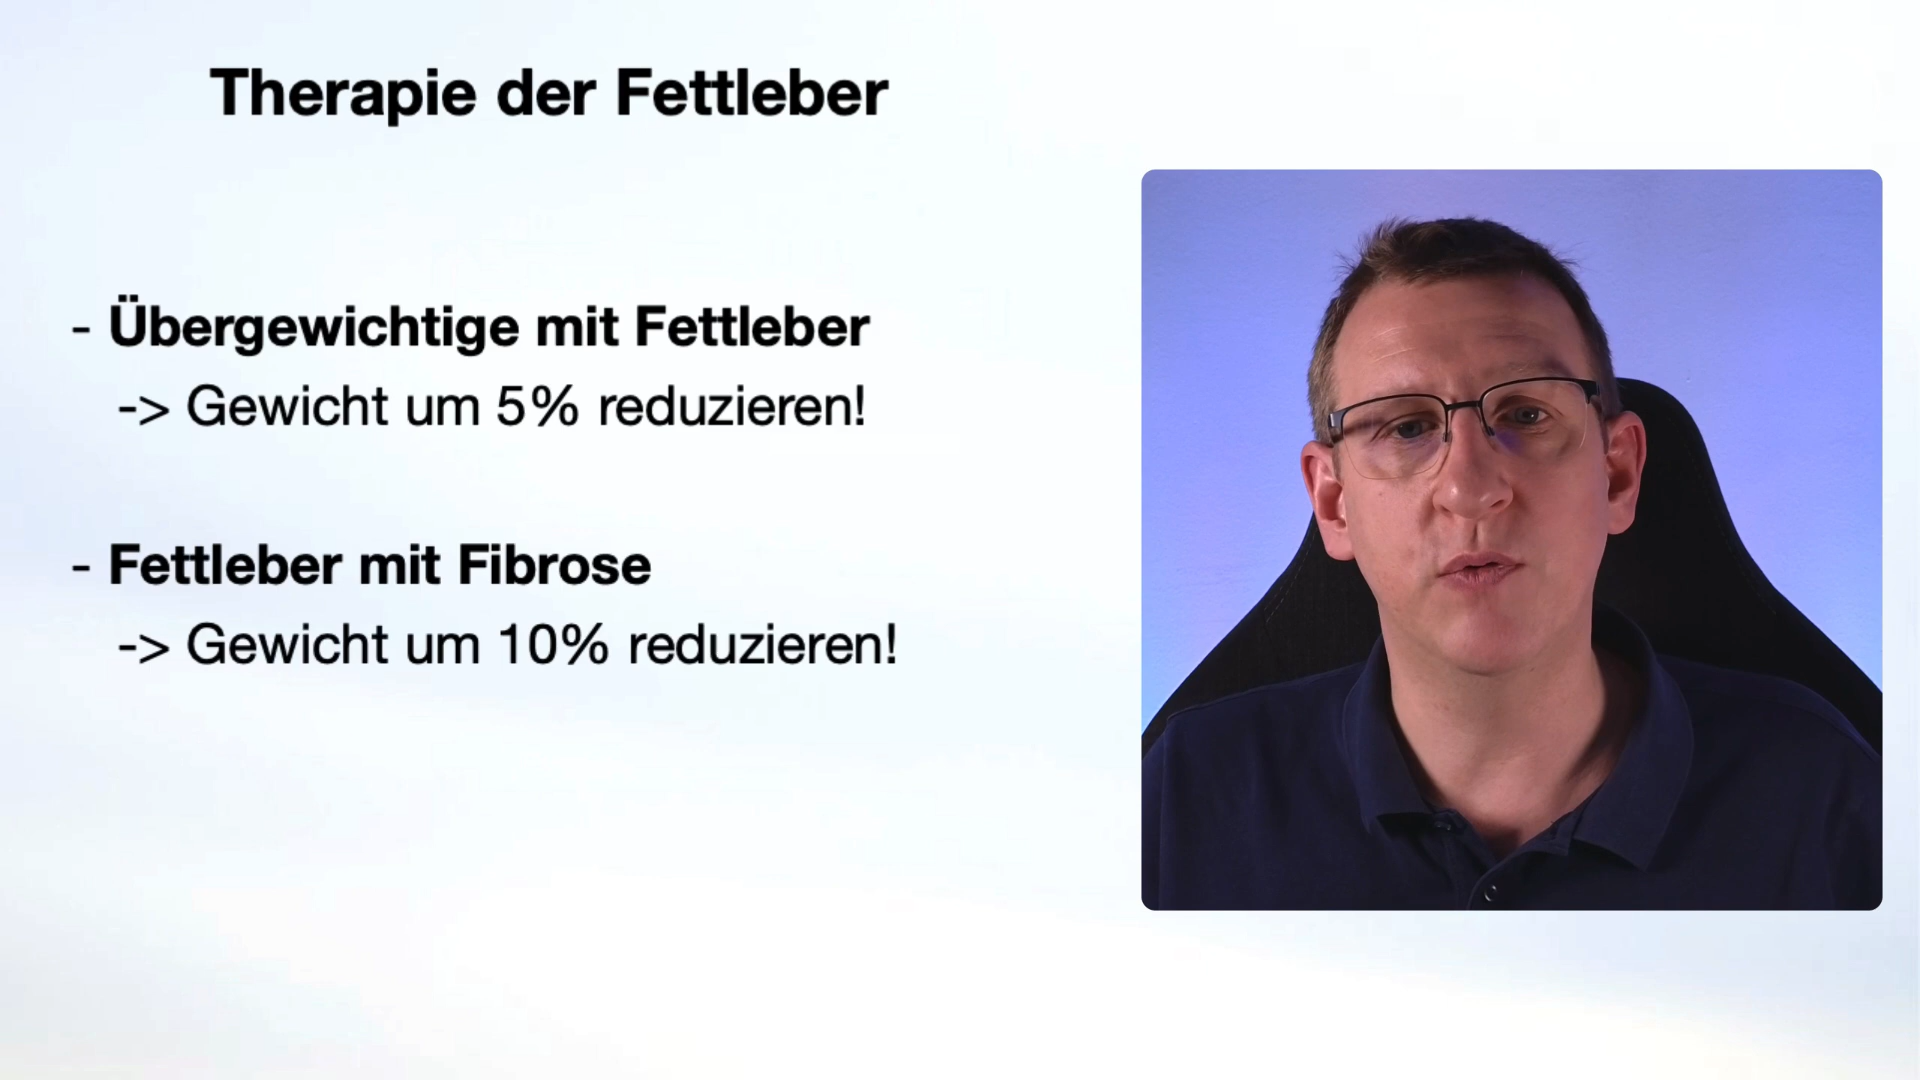 Therapie der Fettleber
- Übergewichtige mit Fettleber
-> Gewicht um 5% reduzieren!
- Fettleber mit Fibrose
-> Gewicht um 10% reduzieren!